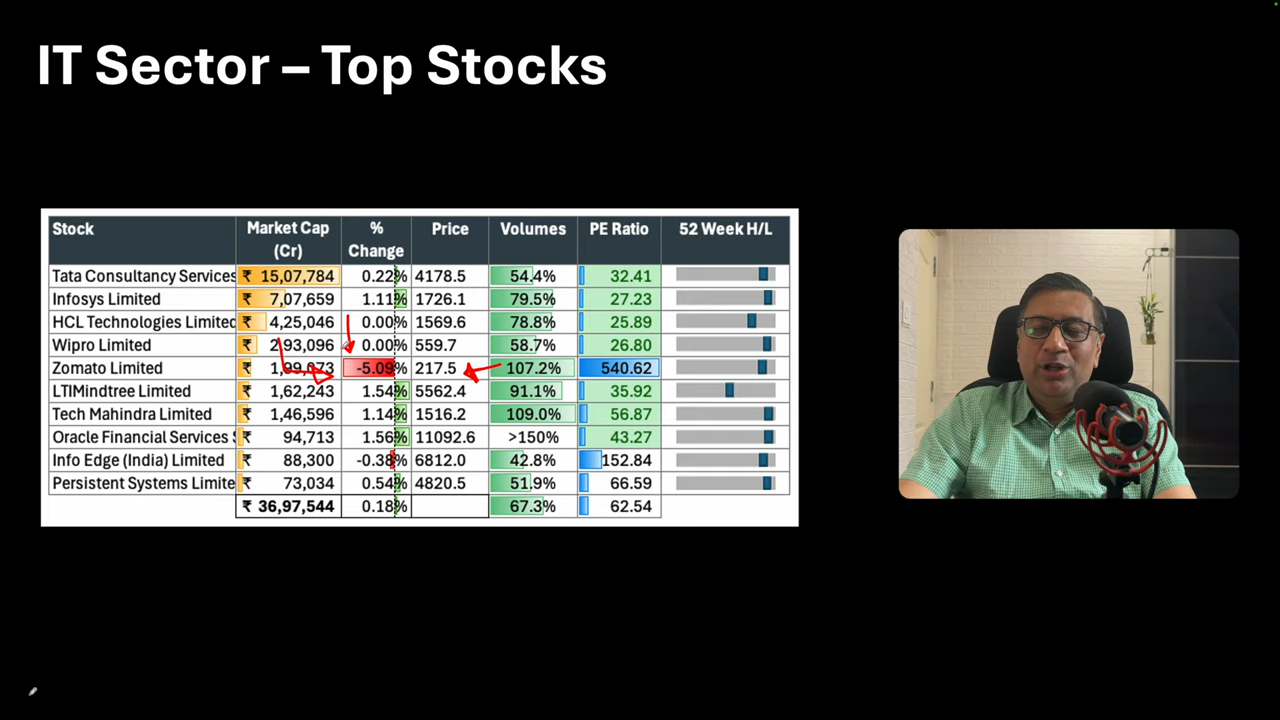 IT Sector – Top Stocks
Stock Market Cap (Cr) % Change Price Volumes PE Ratio 52 Week H/L
Tata Consultancy Services ₹ 15,07,784 0.22% 4178.5 54.4% 32.41
Infosys Limited ₹ 7,07,659 1.11% 1726.1 79.5% 27.23
HCL Technologies Limited ₹ 4,25,046 0.00% 1569.6 78.8% 25.89
Wipro Limited ₹ 2,93,096 0.00% 559.7 58.7% 26.80
Zomato Limited ₹ 1,99,073 -5.09% 217.5 107.2% 540.62
LTIMindtree Limited ₹ 1,62,243 1.54% 5562.4 91.1% 35.92
Tech Mahindra Limited ₹ 1,46,596 1.14% 1516.2 109.0% 56.87
Oracle Financial Services ₹ 94,713 1.56% 11092.6 >150% 43.27
Info Edge (India) Limited ₹ 88,300 -0.38% 6812.0 42.8% 152.84
Persistent Systems Limite ₹ 73,034 0.54% 4820.5 51.9% 66.59
₹ 36,97,544 0.18% 67.3% 62.54